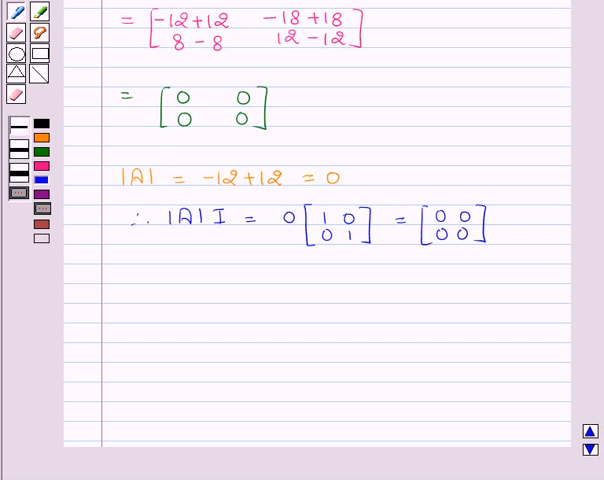 = [-12+12 -18+18
8-8 12-12]
= [0 0
0 0]
|A| = -12+12 = 0
∴ |A| I = 0 [1 0
0 1] = [0 0
0 0]